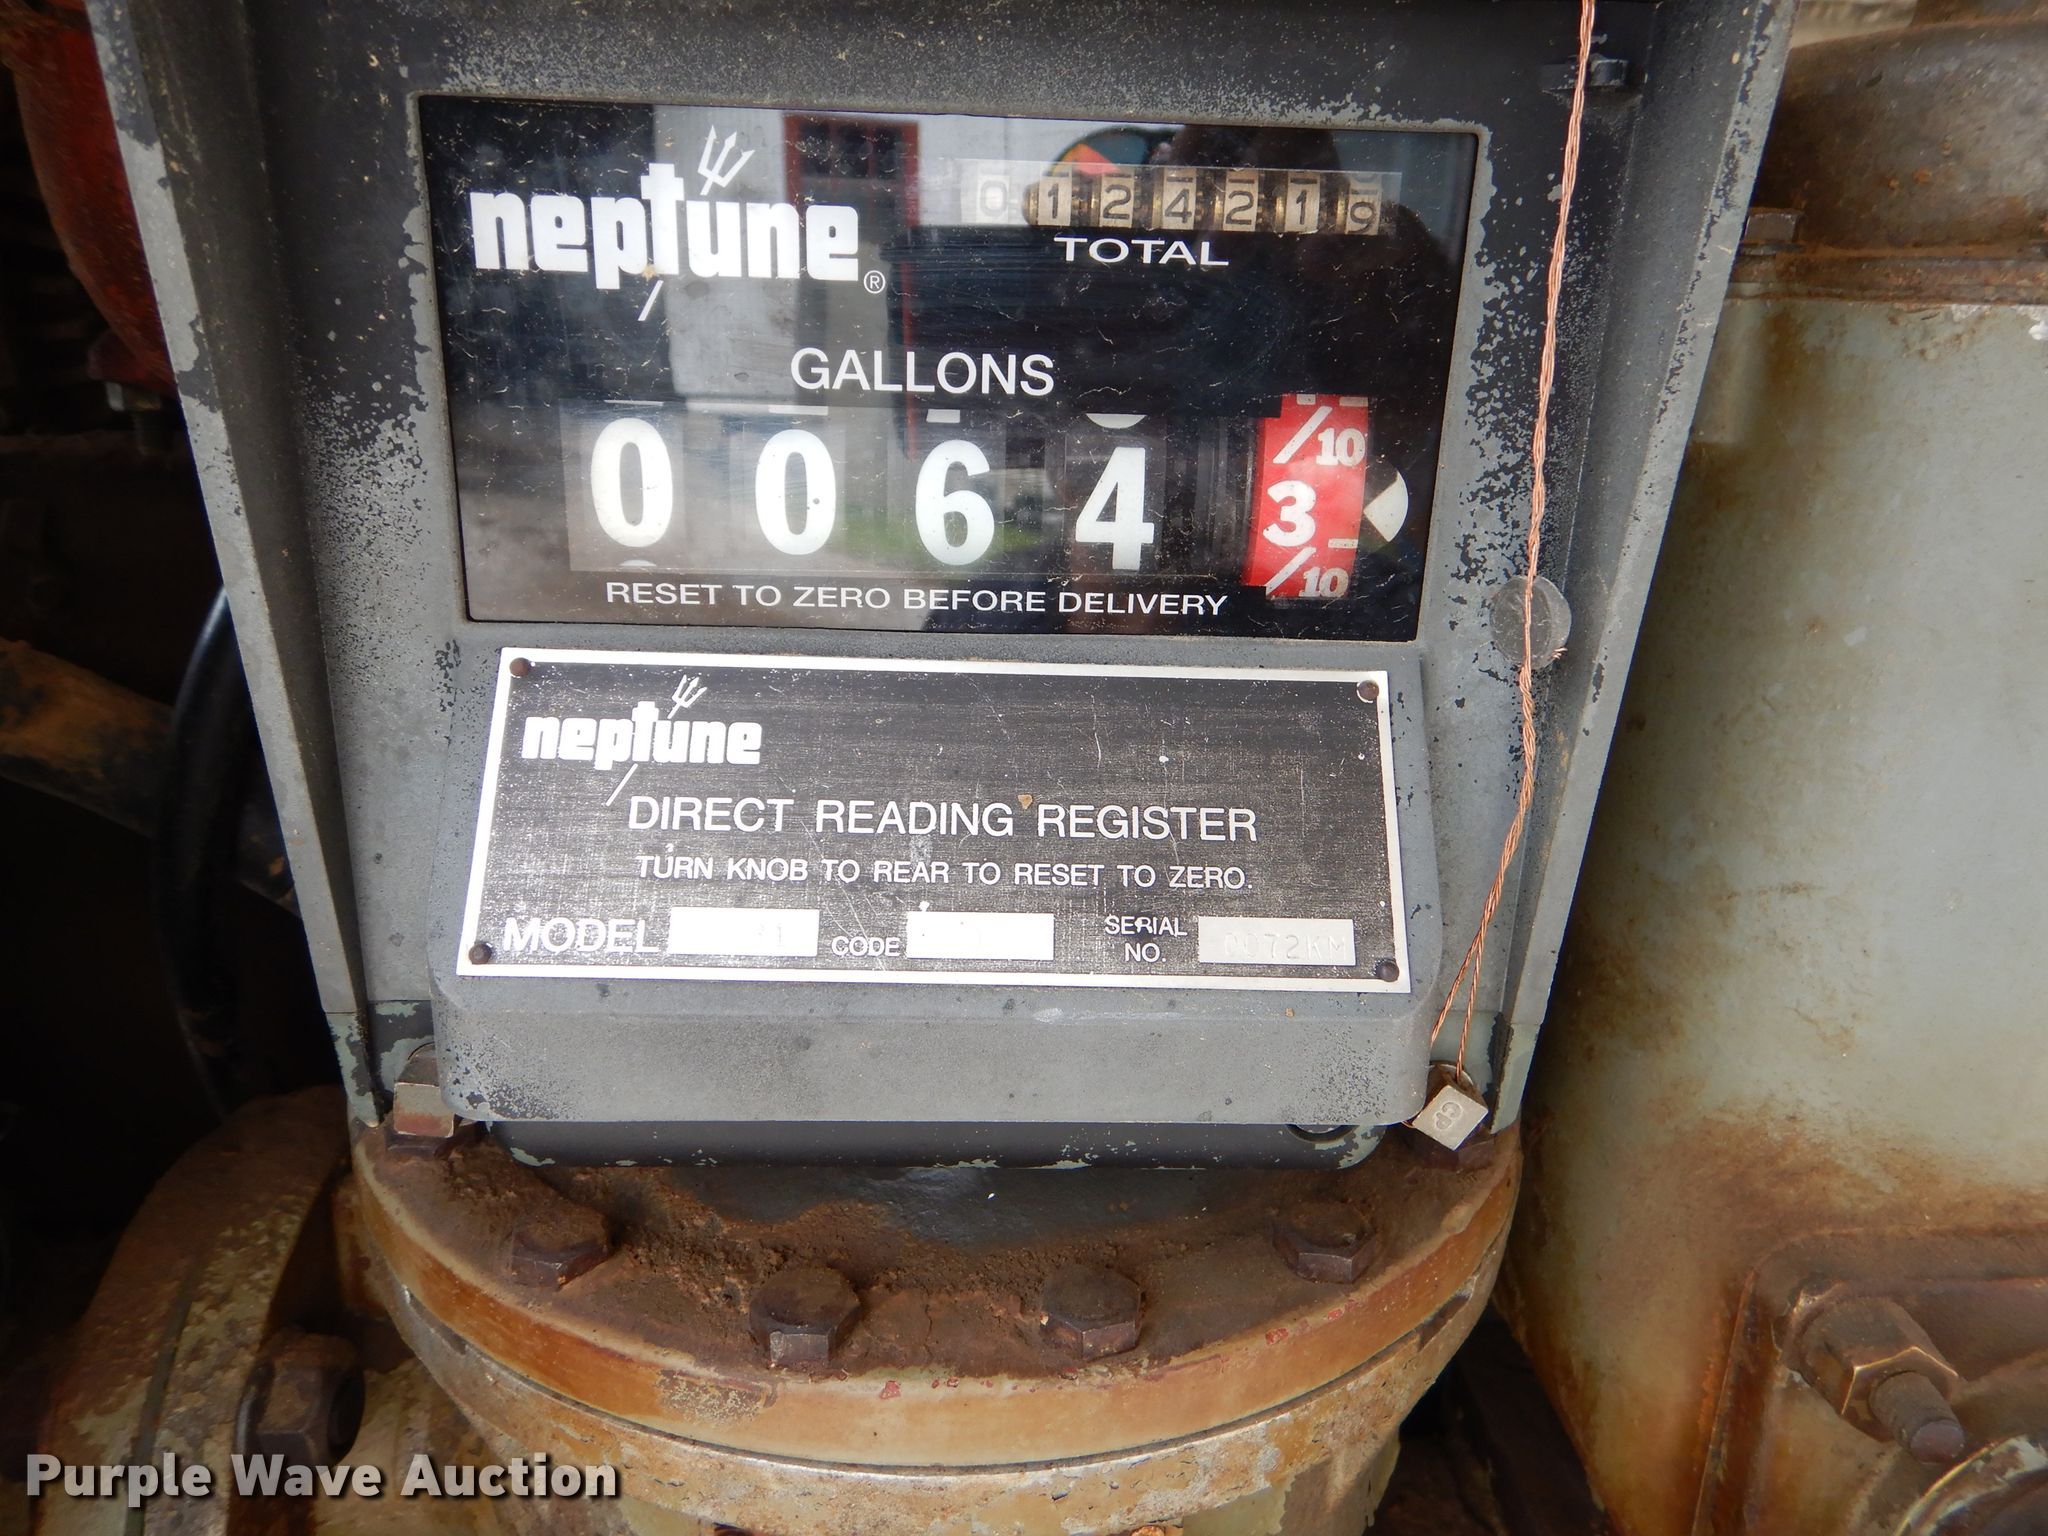 neptune®
0124219
TOTAL
GALLONS
/10
0064 3
/10
RESET TO ZERO BEFORE DELIVERY
neptune
DIRECT READING REGISTER
TURN KNOB TO REAR TO RESET TO ZERO.
MODEL CODE SERIAL NO. 0072KM
Purple Wave Auction